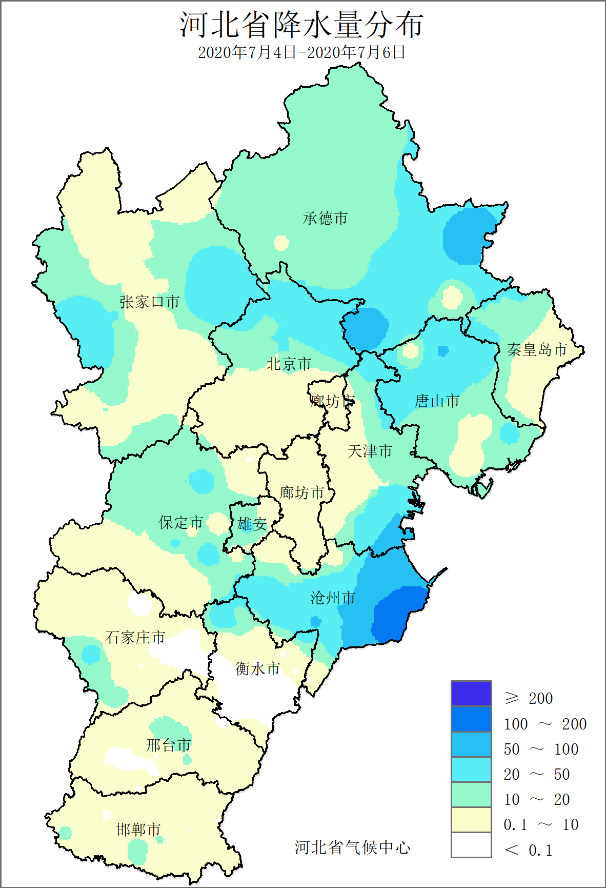 河北省降水量分布
2020年7月4日-2020年7月6日
承德市
张家口市
秦皇岛市
北京市
廊坊市
唐山市
天津市
廊坊市
保定市
雄安
沧州市
石家庄市
衡水市
邢台市
邯郸市
≥ 200
100 ～ 200
50 ～ 100
20 ～ 50
10 ～ 20
0.1 ～ 10
< 0.1
河北省气候中心